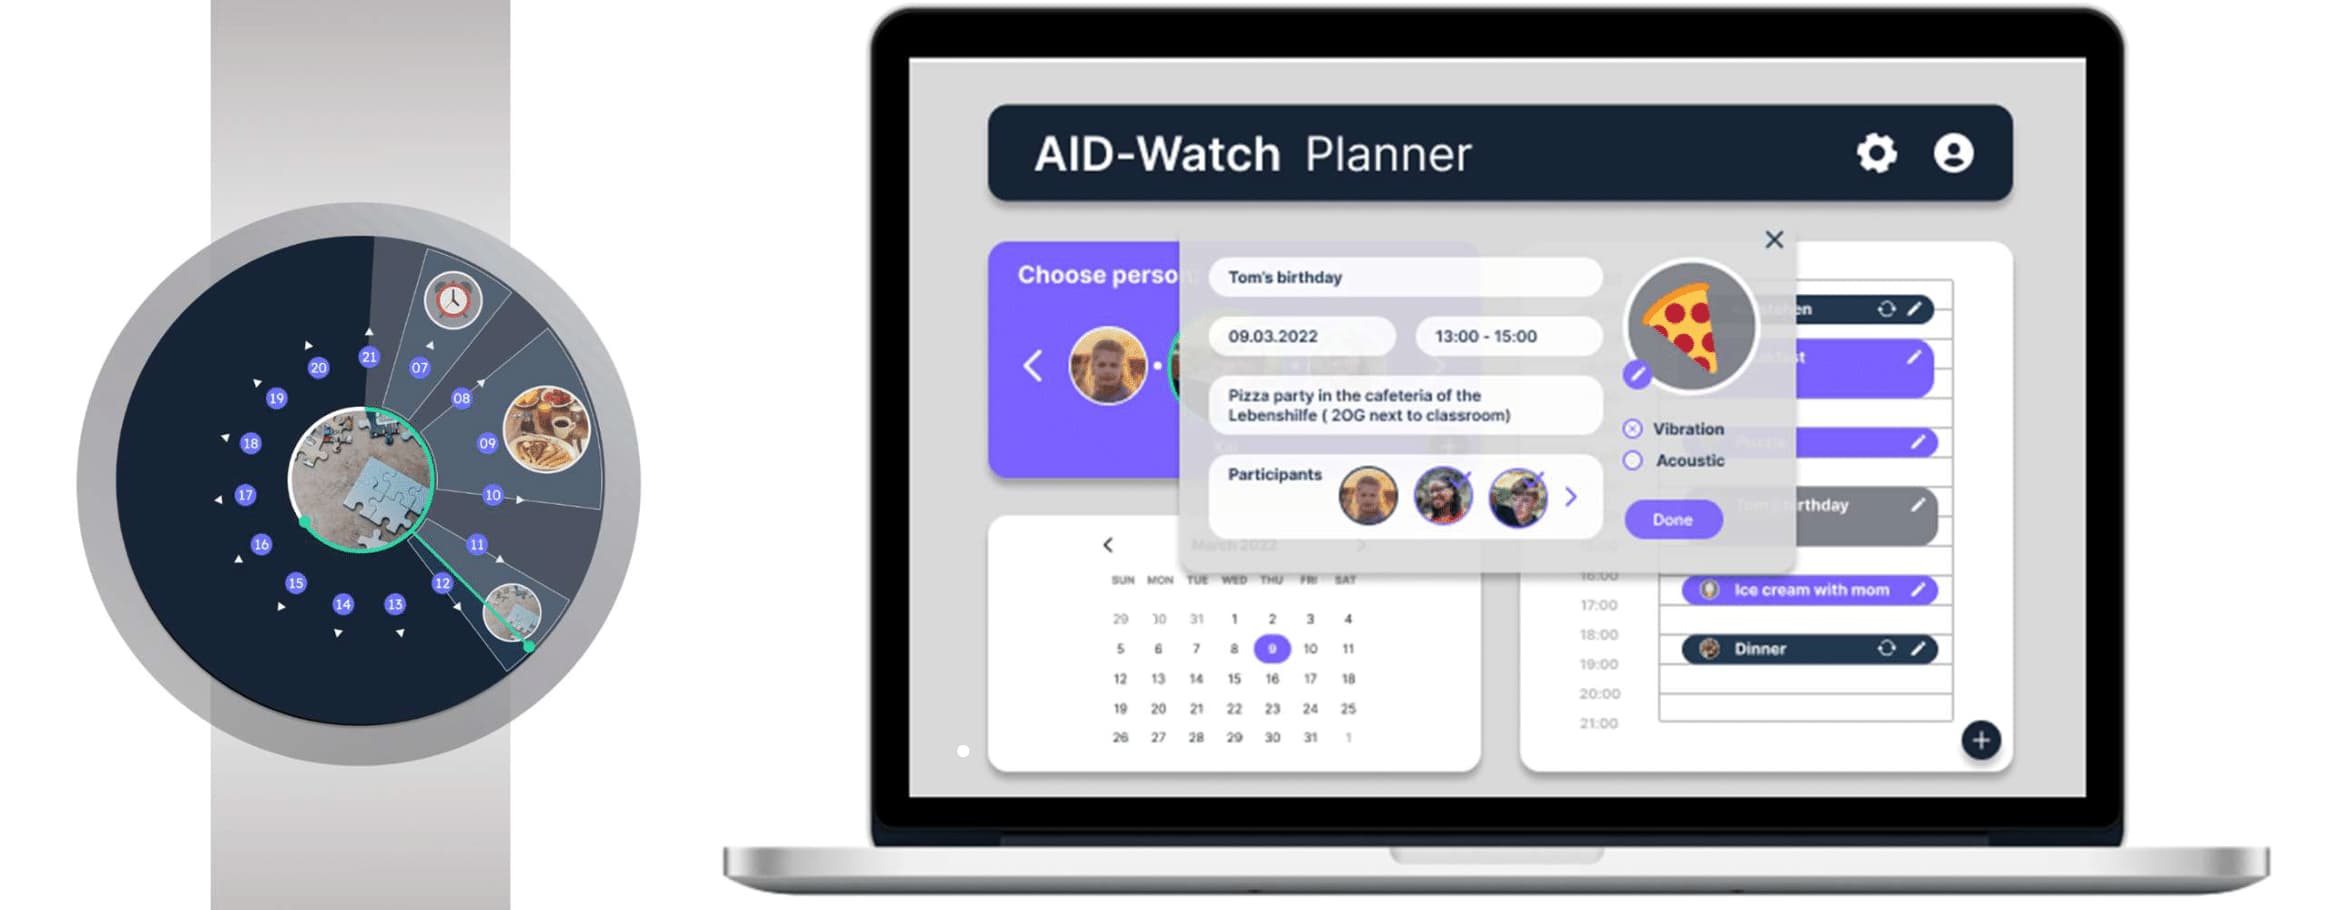 21
20
07
19
08
18
09
17
10
16
11
15
12
14
13
AID-Watch Planner
Choose person:
Tom's birthday
09.03.2022
13:00 - 15:00
Pizza party in the cafeteria of the
Lebenshilfe ( 2OG next to classroom)
Participants
Vibration
Acoustic
Done
March 2022
SUN MON TUE WED THU FRI SAT
29 30 31 1 2 3 4
5 6 7 8 9 10 11
12 13 14 15 16 17 18
19 20 21 22 23 24 25
26 27 28 29 30 31 1
Tom's birthday
16:00
Ice cream with mom
17:00
18:00
Dinner
19:00
20:00
21:00